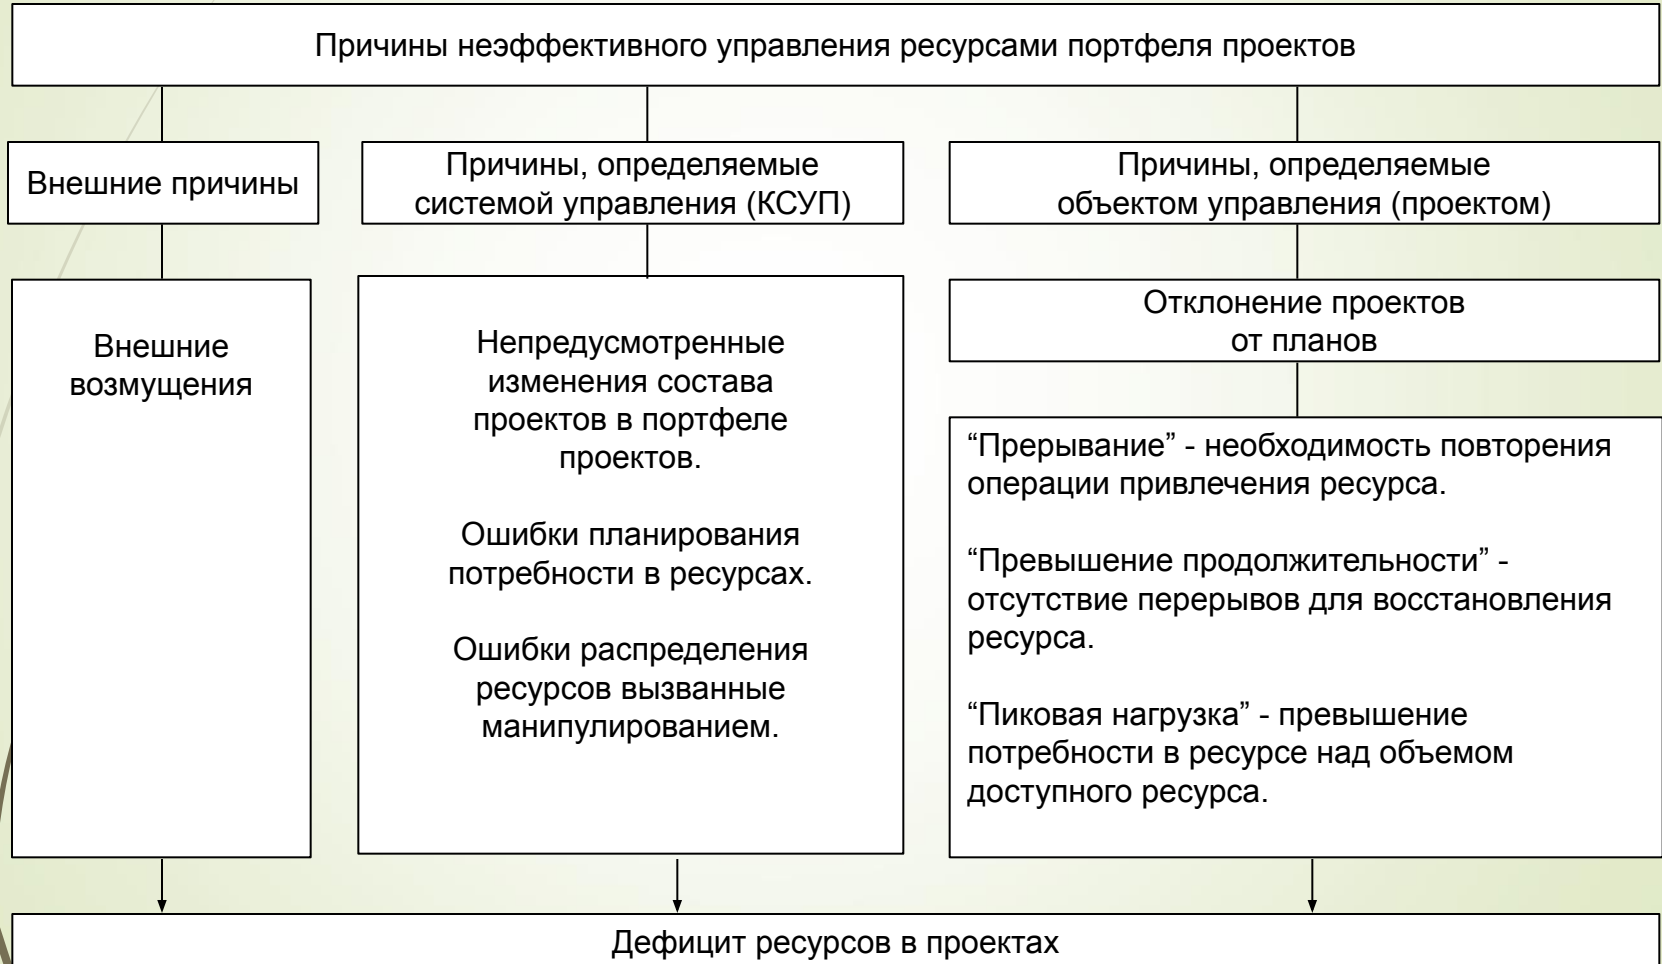 Причины неэффективного управления ресурсами портфеля проектов
Внешние причины
Причины, определяемые
системой управления (КСУП)
Причины, определяемые
объектом управления (проектом)
Внешние
возмущения
Непредусмотренные
изменения состава
проектов в портфеле
проектов.
Ошибки планирования
потребности в ресурсах.
Ошибки распределения
ресурсов вызванные
манипулированием.
Отклонение проектов
от планов
“Прерывание” - необходимость повторения
операции привлечения ресурса.
“Превышение продолжительности” -
отсутствие перерывов для восстановления
ресурса.
“Пиковая нагрузка” - превышение
потребности в ресурсе над объемом
доступного ресурса.
Дефицит ресурсов в проектах